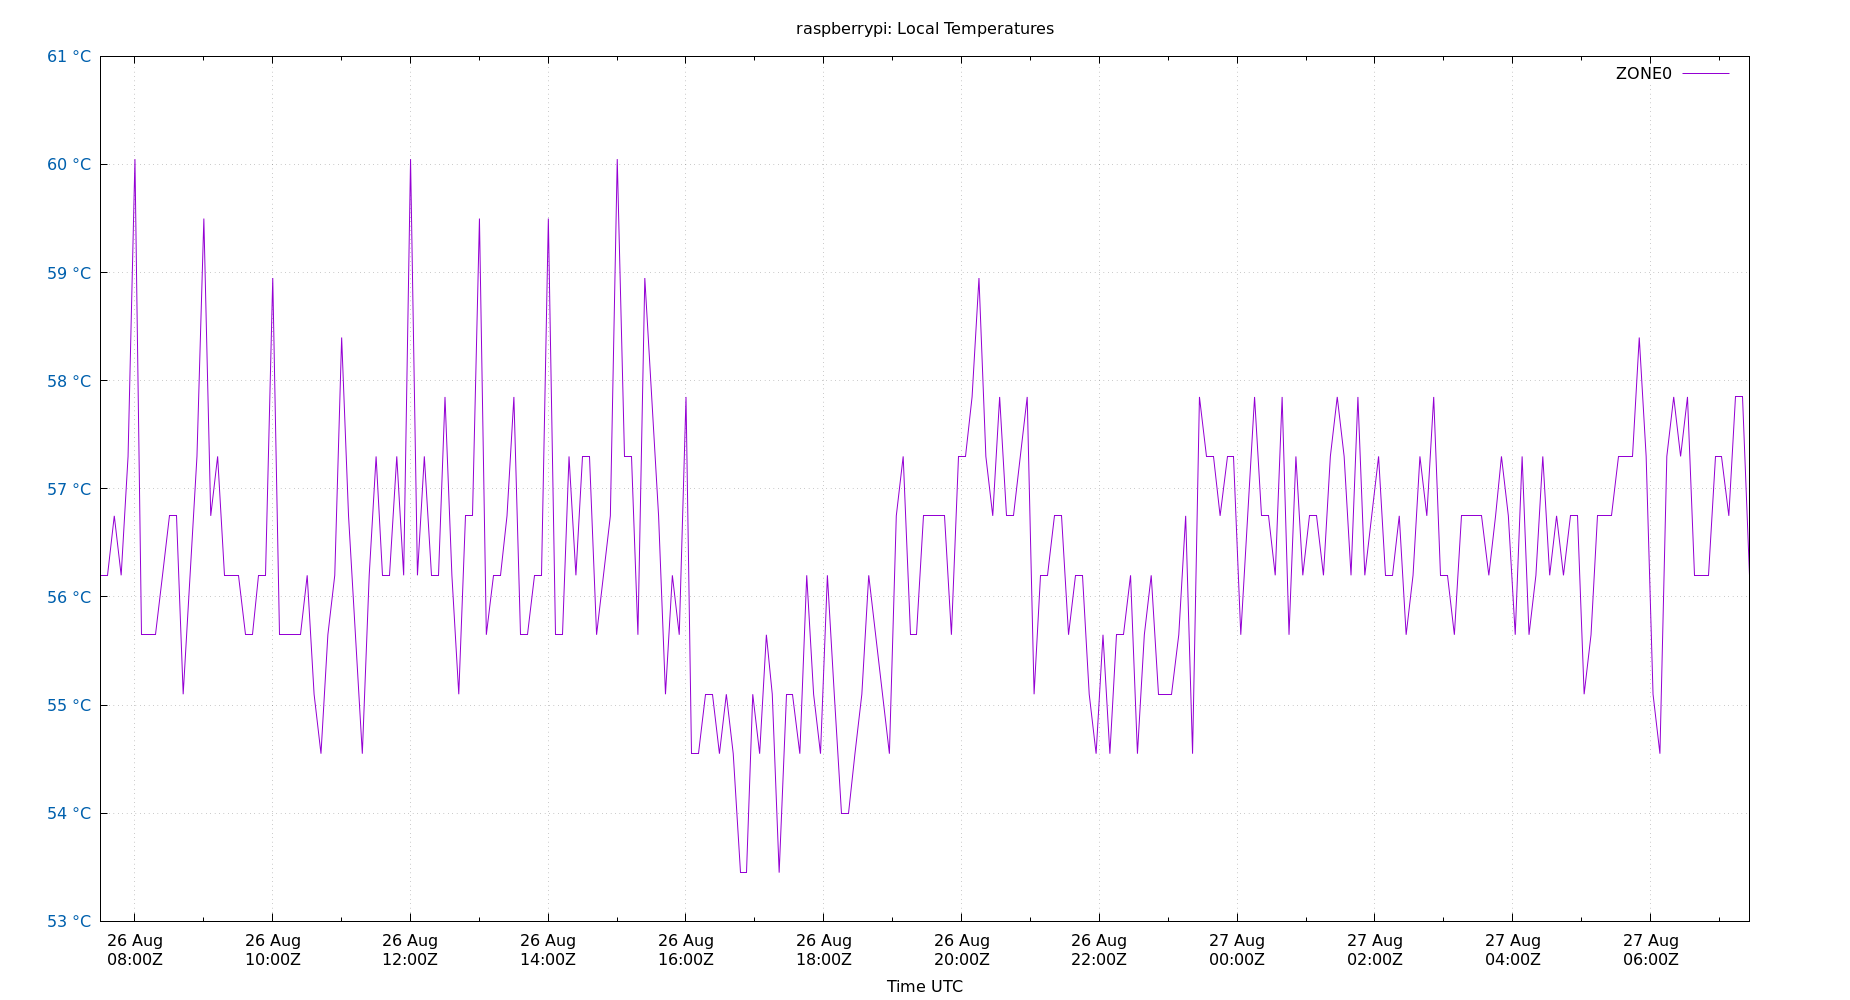 raspberrypi: Local Temperatures
61 °C
ZONE0
60 °C
59 °C
58 °C
57 °C
56 °C
55 °C
54 °C
53 °C
26 Aug 26 Aug 26 Aug 26 Aug 26 Aug 26 Aug 26 Aug 26 Aug 27 Aug 27 Aug 27 Aug 27 Aug
08:00Z 10:00Z 12:00Z 14:00Z 16:00Z 18:00Z 20:00Z 22:00Z 00:00Z 02:00Z 04:00Z 06:00Z
Time UTC